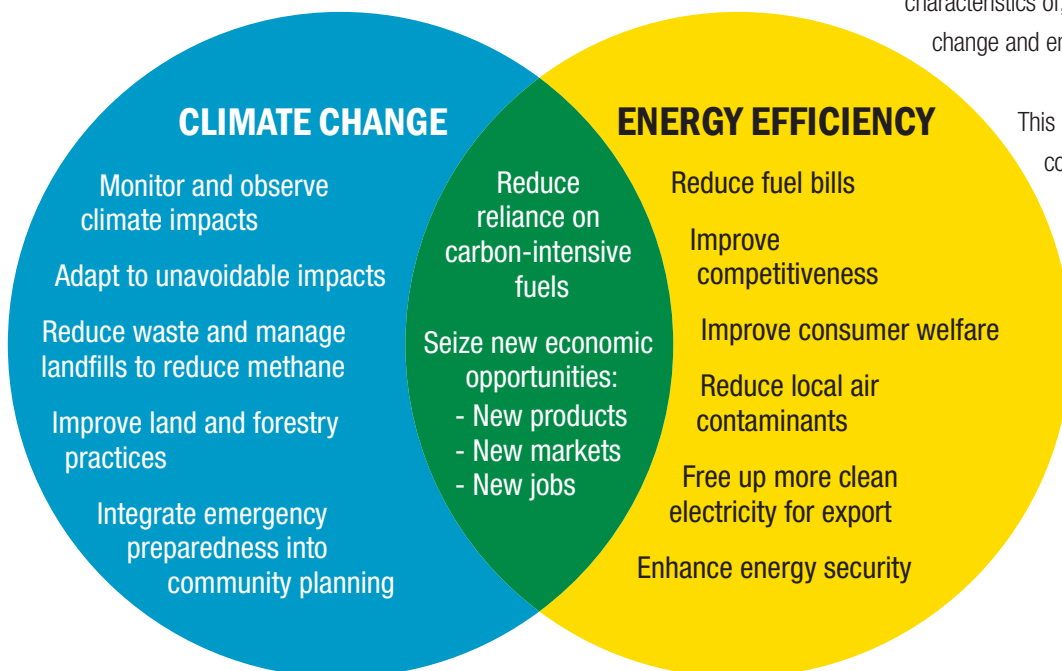 characteristics of,
change and
This
CLIMATE CHANGE
Monitor and observe
climate impacts
Adapt to unavoidable impacts
Reduce waste and manage
landfills to reduce methane
Improve land and forestry
practices
Integrate emergency
preparedness into
community planning
Reduce
reliance on
carbon-intensive
fuels
Seize new economic
opportunities:
- New products
- New markets
- New jobs
ENERGY EFFICIENCY
Reduce fuel bills
Improve
competitiveness
Improve consumer welfare
Reduce local air
contaminants
Free up more clean
electricity for export
Enhance energy security